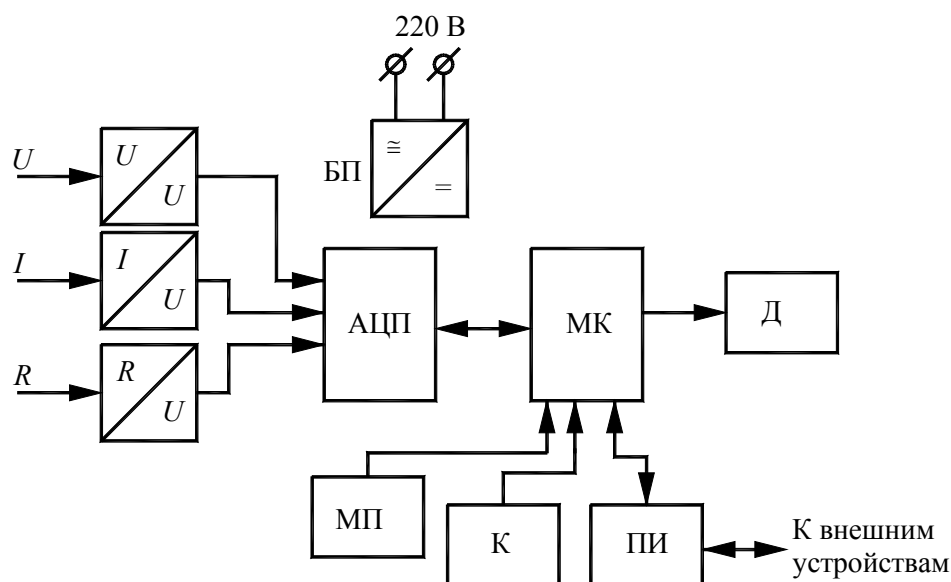 220 В
БП
≅
=
U
U
U
I
I
U
R
R
U
АЦП
МК
Д
МП
К
ПИ
К внешним
устройствам